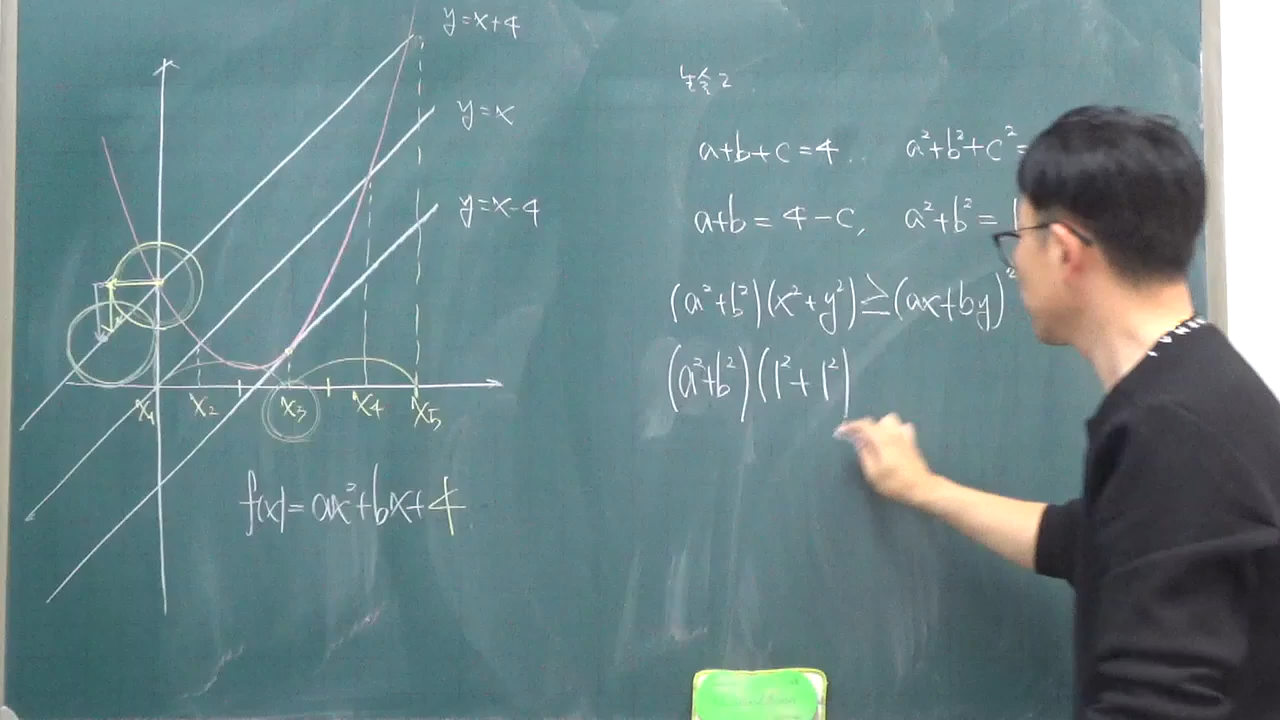 y=x+4
y=x
y=x-4
x₁ x₂ x₃ x₄ x₅
f(x)=ax²+bx+4
a+b+c=4 a²+b²+c²=
a+b=4-c, a²+b²=
(a²+b²)(x²+y²)≥(ax+by)²
(a²+b²)(1²+1²)